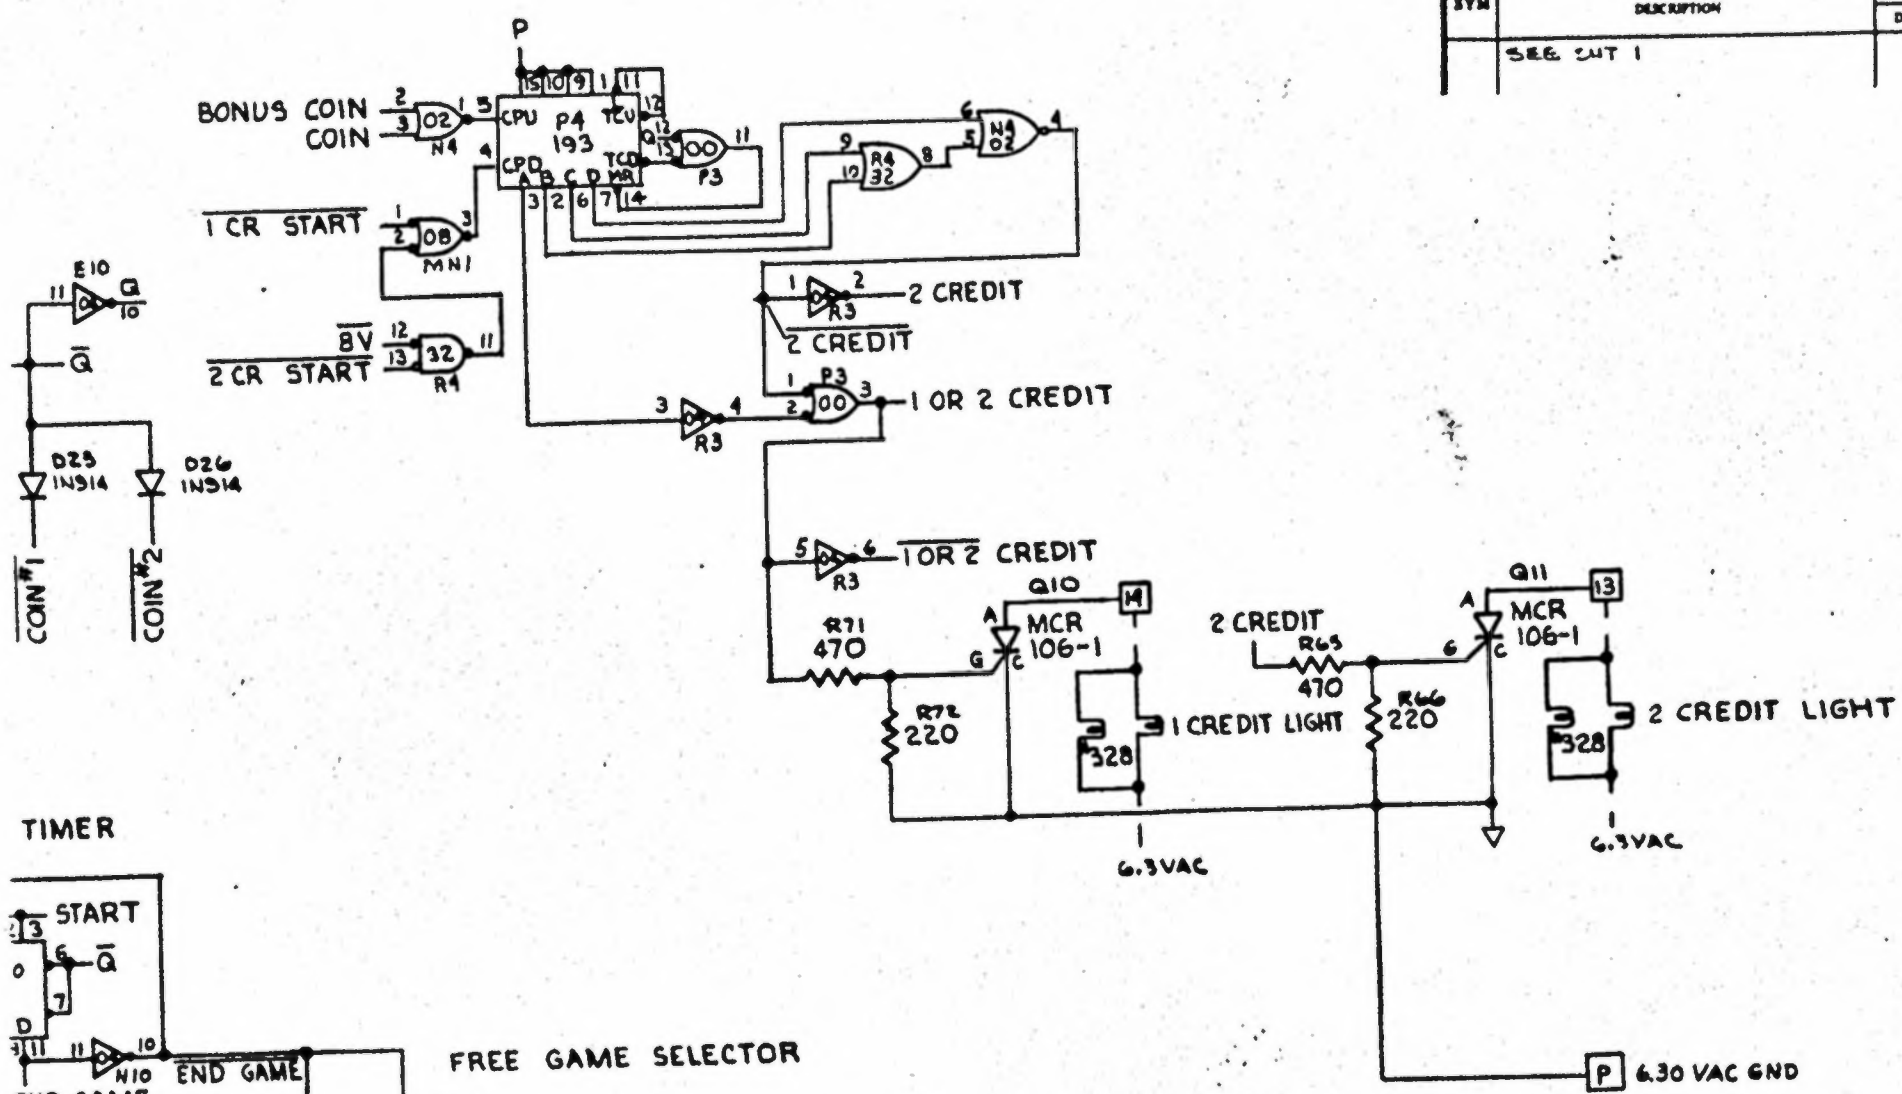 SYM
DESCRIPTION
D
SEE SHT 1
P
15 10 9 1 11
BONUS COIN 2
COIN 3
02
N4
1 5
CPU
P4
193
TCU
12
Q 12
13
00
P3
11
4
CPD
TCD
A B C D MR
3 2 6 7 14
9
10
R4
32
8
6
5
N4
02
4
1 CR START
1
2
08
MN1
3
8V 12
2 CR START 13
32
R4
11
E10
11
Q
10
Q
1 2
R3
2 CREDIT
2 CREDIT
3 4
R3
1
2
P3
00
3
1 OR 2 CREDIT
D25
1N914
D26
1N914
COIN #1
COIN #2
5 6
R3
1 OR 2 CREDIT
R71
470
R72
220
Q10
A
G
C
MCR
106-1
14
#328
1 CREDIT LIGHT
6.3VAC
2 CREDIT
R65
470
R66
220
Q11
A
G
C
MCR
106-1
13
#328
2 CREDIT LIGHT
6.3VAC
TIMER
START
3
0
6
Q
7
D
11
11 10
N10
END GAME
FREE GAME SELECTOR
P 6.30 VAC GND